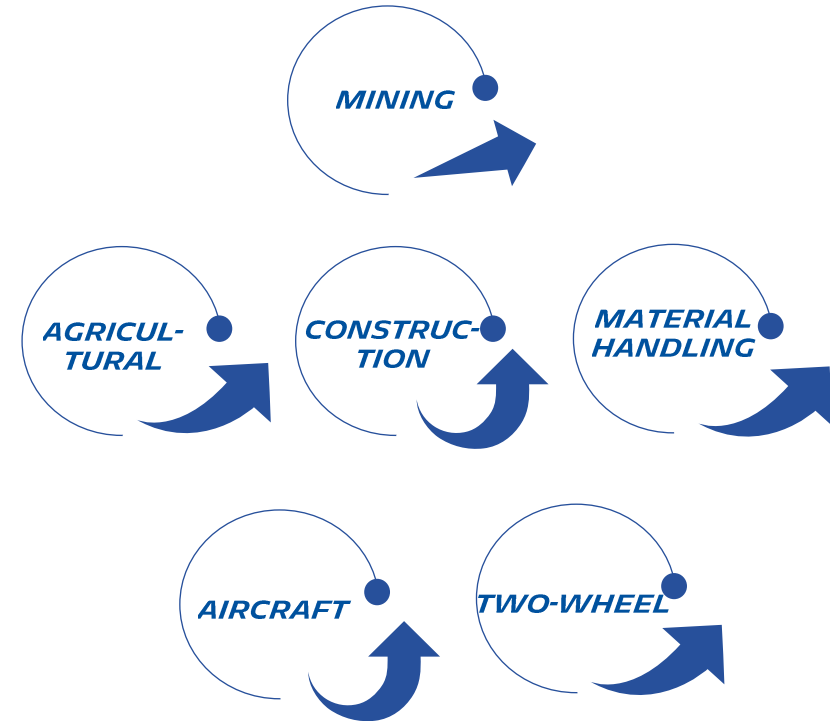 MINING
AGRICUL-
TURAL
CONSTRUC-
TION
MATERIAL
HANDLING
AIRCRAFT
TWO-WHEEL